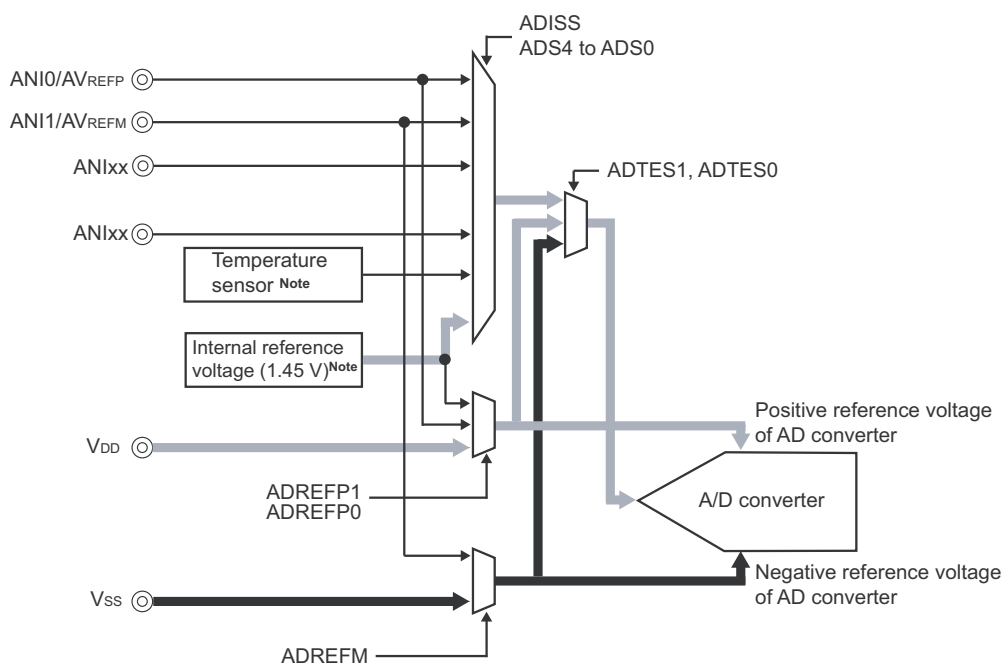 ADISS
ADS4 to ADS0
ANI0/AVREFP
ANI1/AVREFM
ANIxx
ADTES1, ADTES0
ANIxx
Temperature
sensor Note
Internal reference
voltage (1.45 V)Note
Positive reference voltage
of AD converter
VDD
ADREFP1
ADREFP0
A/D converter
Negative reference voltage
of AD converter
VSS
ADREFM